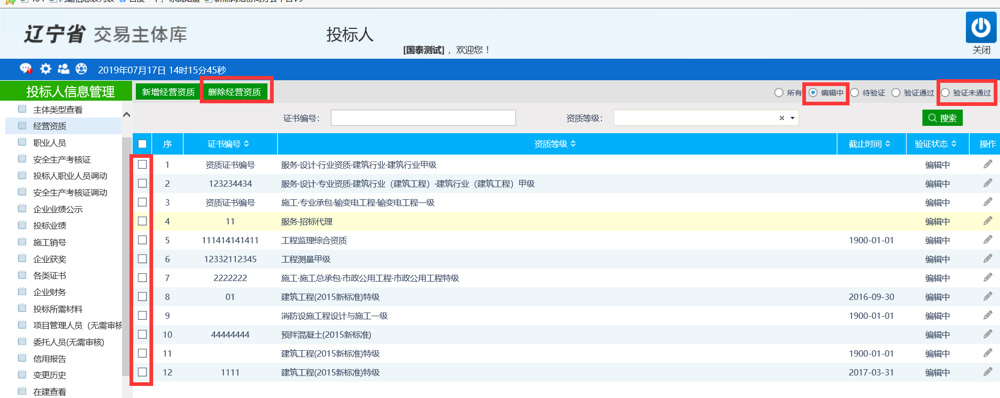 辽宁省 交易主体库
投标人
[国泰测试] ，欢迎您！
关闭
2019年07月17日 14时15分45秒
投标人信息管理
主体类型查看
经营资质
职业人员
安全生产考核证
投标人职业人员调动
安全生产考核证调动
企业业绩公示
投标业绩
施工销号
企业获奖
各类证书
企业财务
投标所需材料
项目管理人员（无需审核
委托人员(无需审核)
信用报告
变更历史
在建查看
新增经营资质 删除经营资质 所有 编辑中 待验证 验证通过 验证未通过
证书编号： 资质等级： 搜索
序 证书编号 资质等级 截止时间 验证状态 操作
1 资质证书编号 服务·设计·行业资质·建筑行业·建筑行业甲级 编辑中
2 123234434 服务·设计·专业资质·建筑行业（建筑工程）·建筑行业（建筑工程）甲级 编辑中
3 资质证书编号 施工·专业承包·输变电工程·输变电工程一级 编辑中
4 11 服务·招标代理 编辑中
5 111414141411 工程监理综合资质 1900-01-01 编辑中
6 12332112345 工程测量甲级 编辑中
7 2222222 施工·施工总承包·市政公用工程·市政公用工程特级 编辑中
8 01 建筑工程(2015新标准)特级 2016-09-30 编辑中
9 消防设施工程设计与施工一级 1900-01-01 编辑中
10 44444444 预拌混凝土(2015新标准) 编辑中
11 建筑工程(2015新标准)特级 1900-01-01 编辑中
12 1111 建筑工程(2015新标准)特级 2017-03-31 编辑中